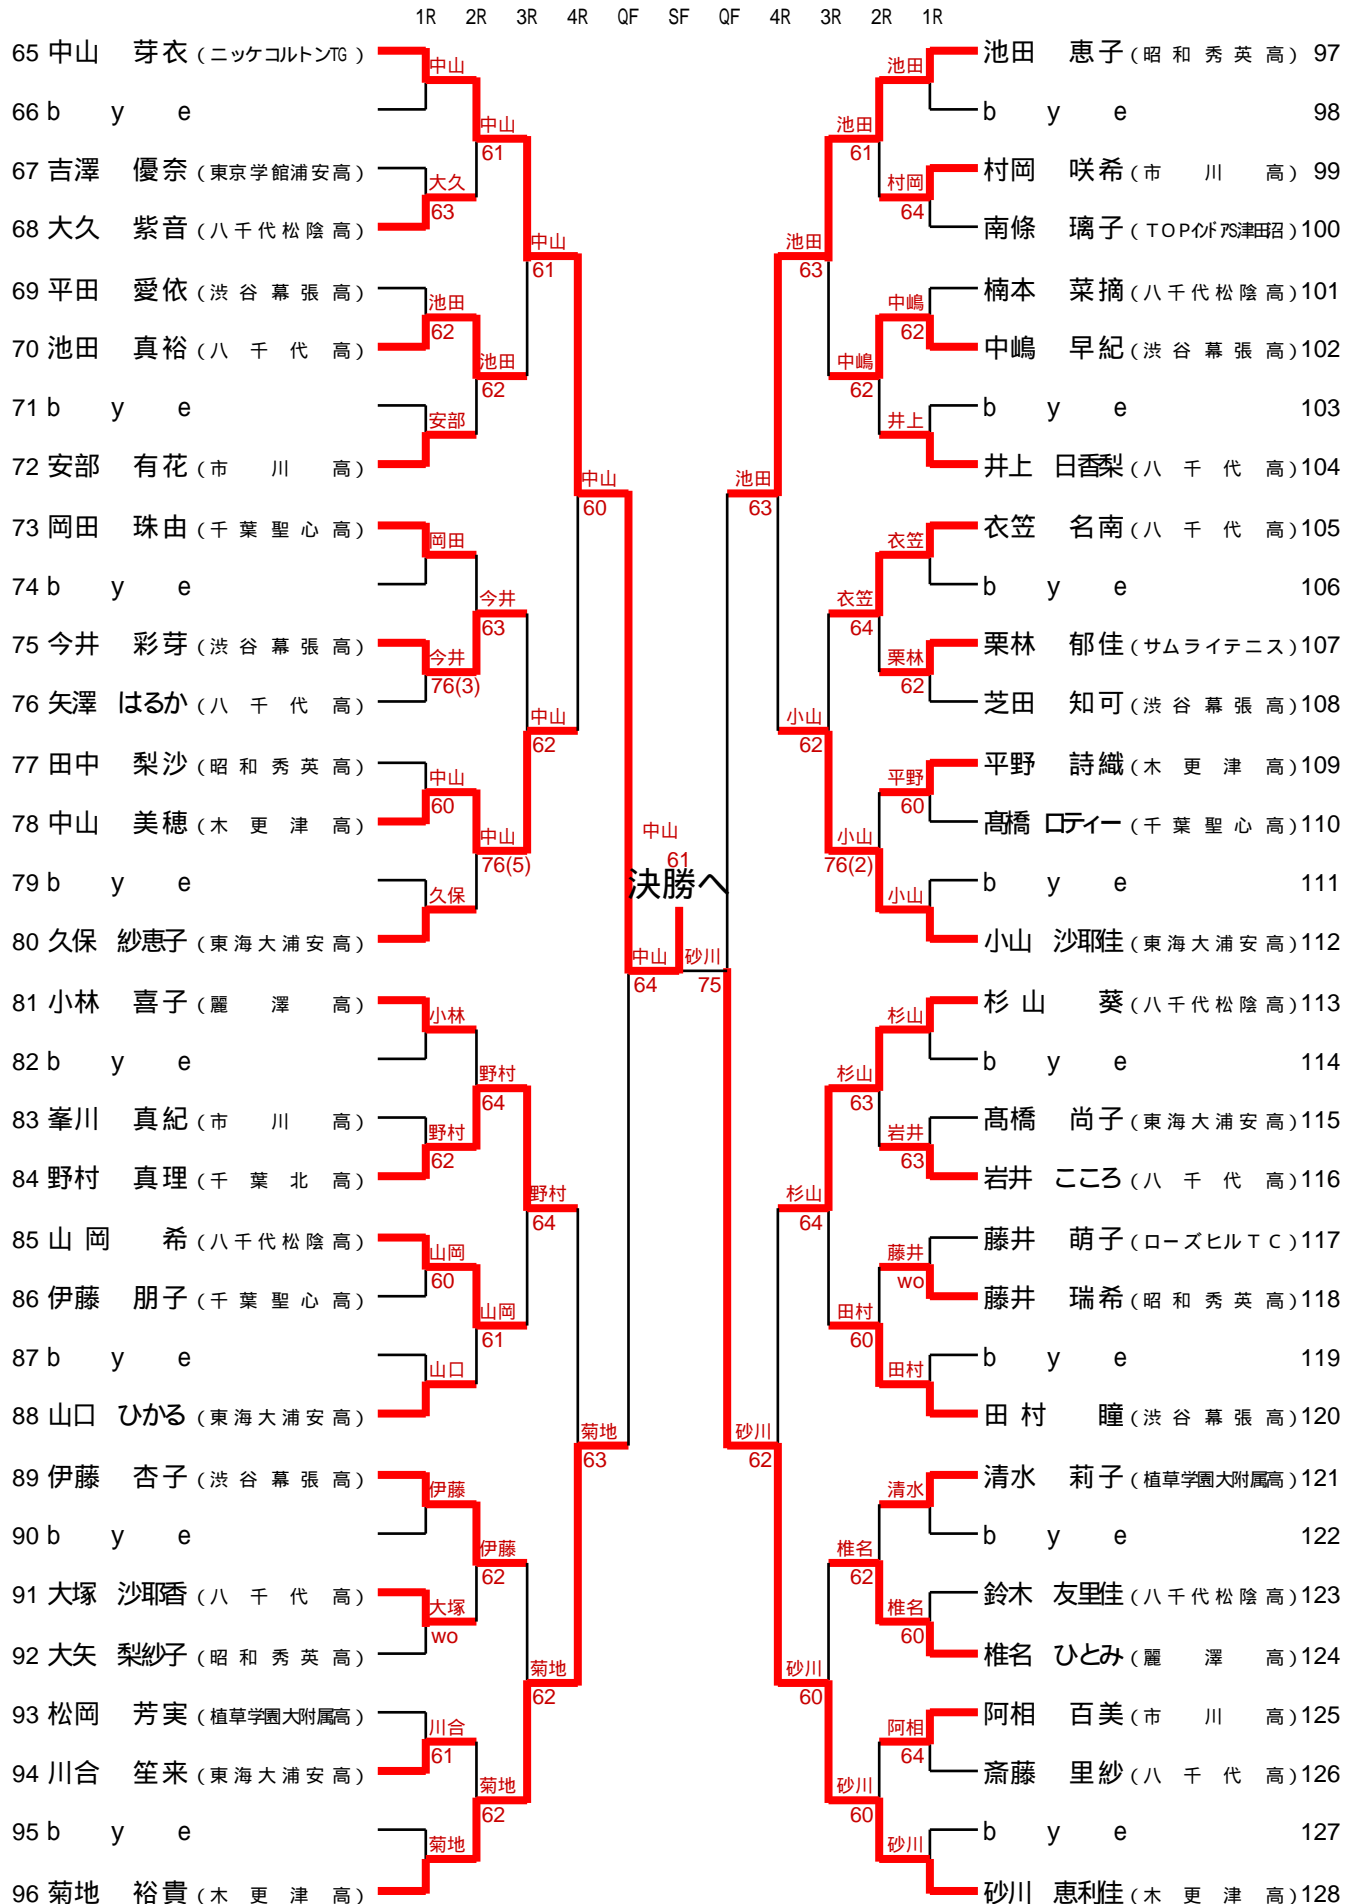 1R 2R 3R 4R QF SF QF 4R 3R 2R 1R
65 中山 芽衣 (ニッケコルトンTG)
中山
66 b y e
中山
61
67 吉澤 優奈 (東京学館浦安高)
大久
63
68 大久 紫音 (八千代松陰高)
中山
61
69 平田 愛依 (渋谷幕張高)
池田
62
70 池田 真裕 (八千代高)
池田
62
71 b y e
安部
72 安部 有花 (市川高)
中山
60
73 岡田 珠由 (千葉聖心高)
岡田
74 b y e
今井
63
75 今井 彩芽 (渋谷幕張高)
今井
76(3)
76 矢澤 はるか (八千代高)
中山
62
77 田中 梨沙 (昭和秀英高)
中山
60
78 中山 美穂 (木更津高)
中山
76(5)
79 b y e
久保
80 久保 紗恵子 (東海大浦安高)
中山
64
81 小林 喜子 (麗澤高)
小林
82 b y e
野村
64
83 峯川 真紀 (市川高)
野村
62
84 野村 真理 (千葉北高)
野村
64
85 山岡 希 (八千代松陰高)
山岡
60
86 伊藤 朋子 (千葉聖心高)
山岡
61
87 b y e
山口
88 山口 ひかる (東海大浦安高)
菊地
63
89 伊藤 杏子 (渋谷幕張高)
伊藤
90 b y e
伊藤
62
91 大塚 沙耶香 (八千代高)
大塚
wo
92 大矢 梨紗子 (昭和秀英高)
菊地
62
93 松岡 芳実 (植草学園大附属高)
川合
61
94 川合 笙来 (東海大浦安高)
菊地
62
95 b y e
菊地
96 菊地 裕貴 (木更津高)
中山
61
決勝へ
池田 恵子 (昭和秀英高) 97
池田
b y e 98
池田
61
村岡 咲希 (市川高) 99
村岡
64
南條 璃子 (TOPインドアS津田沼) 100
池田
63
楠本 菜摘 (八千代松陰高) 101
中嶋
62
中嶋 早紀 (渋谷幕張高) 102
中嶋
62
b y e 103
井上
井上 日香梨 (八千代高) 104
池田
63
衣笠 名南 (八千代高) 105
衣笠
b y e 106
衣笠
64
栗林 郁佳 (サムライテニス) 107
栗林
62
芝田 知可 (渋谷幕張高) 108
小山
62
平野 詩織 (木更津高) 109
平野
60
髙橋 ロティー (千葉聖心高) 110
小山
76(2)
b y e 111
小山
小山 沙耶佳 (東海大浦安高) 112
砂川
75
杉山 葵 (八千代松陰高) 113
杉山
b y e 114
杉山
63
髙橋 尚子 (東海大浦安高) 115
岩井
63
岩井 こころ (八千代高) 116
杉山
64
藤井 萌子 (ローズヒルTC) 117
藤井
wo
藤井 瑞希 (昭和秀英高) 118
田村
60
b y e 119
田村
田村 瞳 (渋谷幕張高) 120
砂川
62
清水 莉子 (植草学園大附属高) 121
清水
b y e 122
椎名
62
鈴木 友里佳 (八千代松陰高) 123
椎名
60
椎名 ひとみ (麗澤高) 124
砂川
60
阿相 百美 (市川高) 125
阿相
64
斎藤 里紗 (八千代高) 126
砂川
60
b y e 127
砂川
砂川 恵利佳 (木更津高) 128